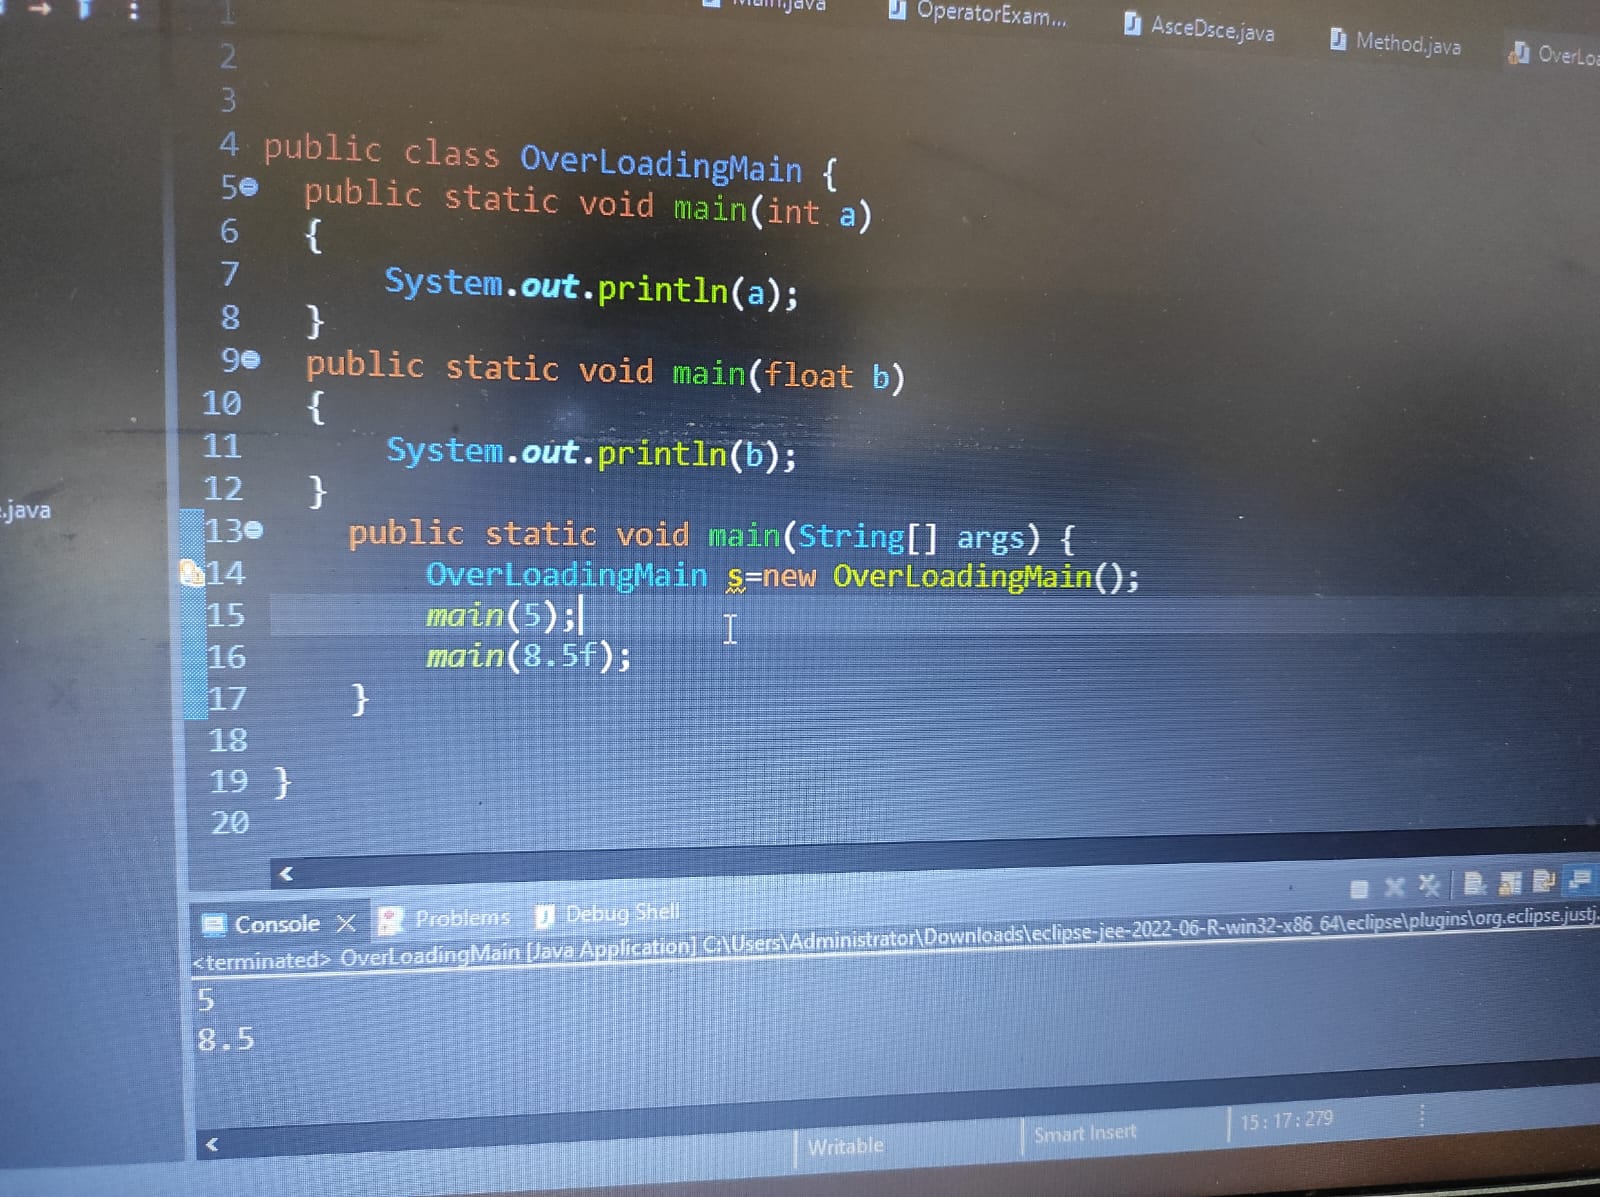 OperatorExam...
AsceDsce.java
Method.java
1
2
3
4 public class OverLoadingMain {
5 public static void main(int a)
6 {
7 System.out.println(a);
8 }
9 public static void main(float b)
10 {
11 System.out.println(b);
12 }
.java
13 public static void main(String[] args) {
14 OverLoadingMain s=new OverLoadingMain();
15 main(5);
16 main(8.5f);
17 }
18
19 }
20
Console
Problems
Debug Shell
<terminated> OverLoadingMain [Java Application] C:\Users\Administrator\Downloads\eclipse-jee-2022-06-R-win32-x86_64\eclipse\plugins\org.eclipse.justj.
5
8.5
Writable
Smart Insert
15 : 17 : 279